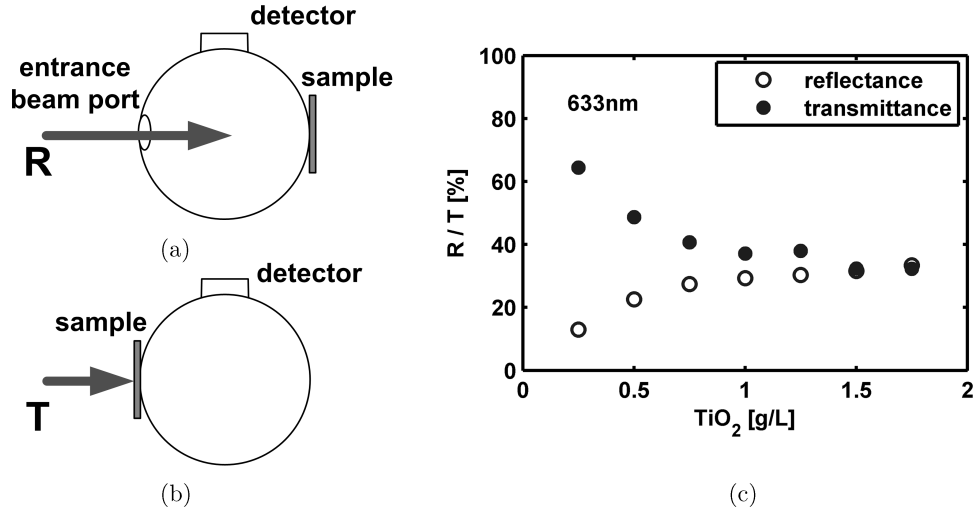 detector
sample
entrance
beam port
R
(a)
detector
sample
T
(b)
100
80
60
40
20
0
R / T [%]
633nm
reflectance
transmittance
0
0.5
1
1.5
2
TiO₂ [g/L]
(c)